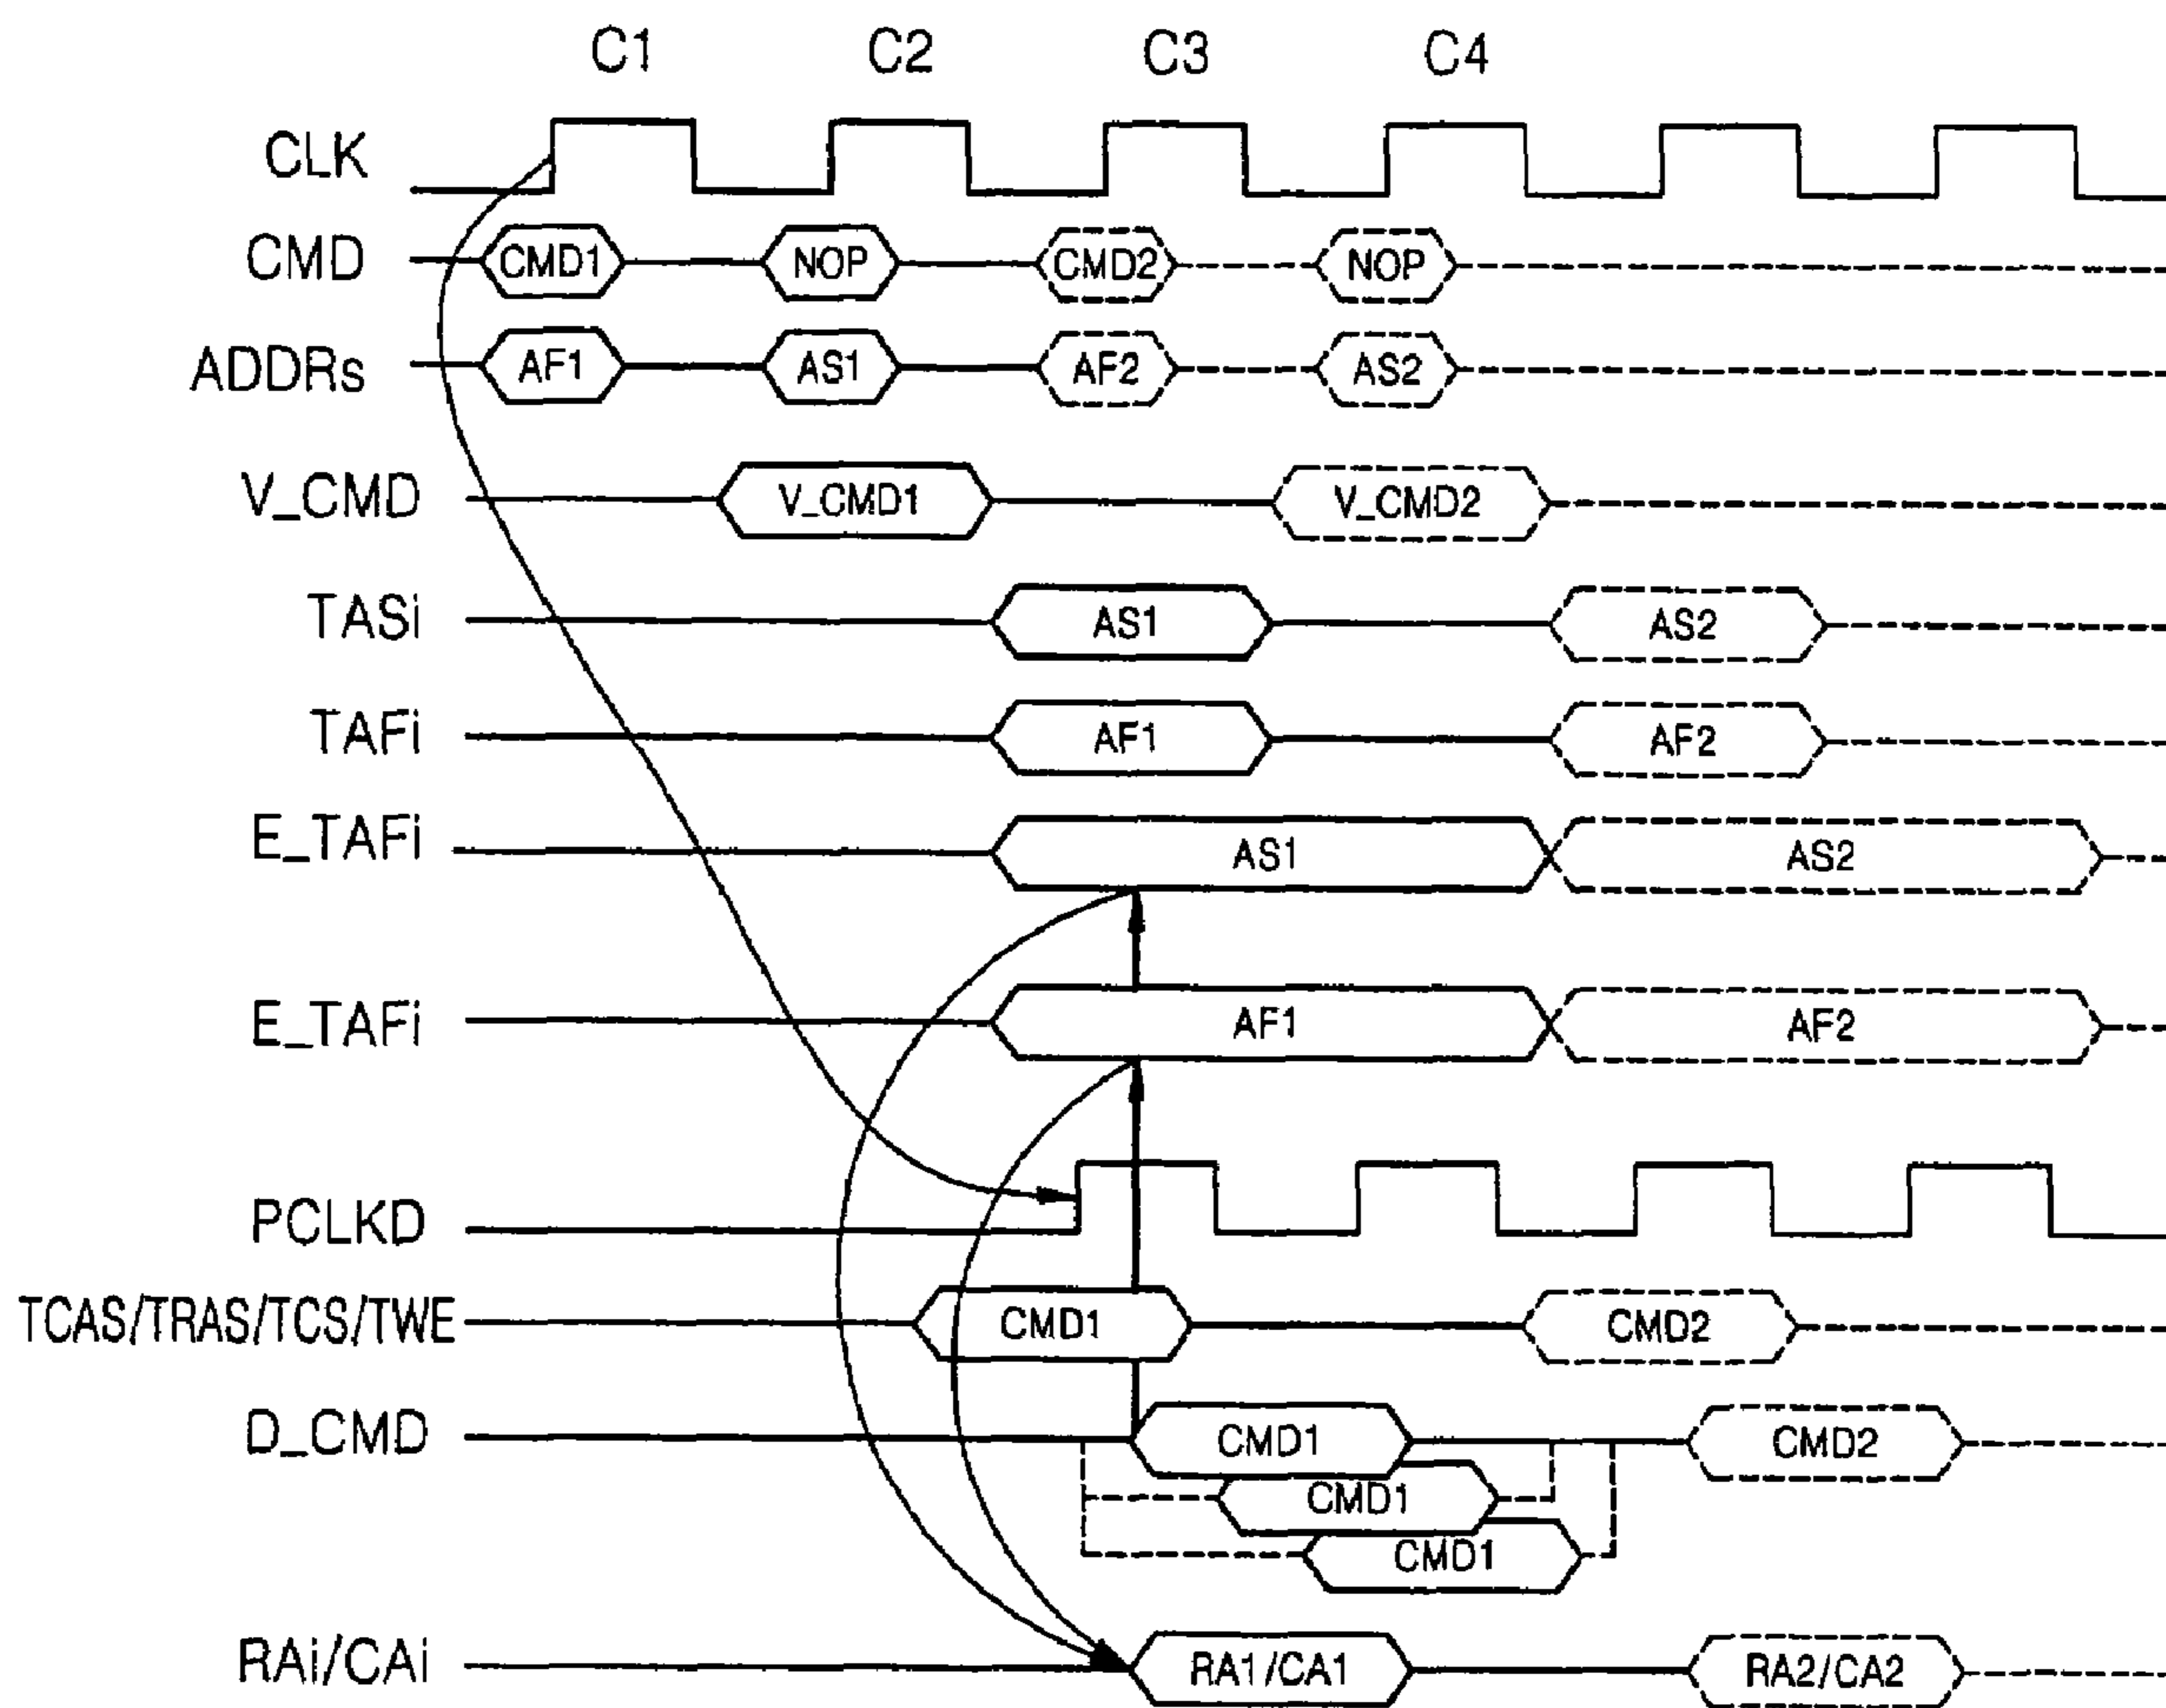 C1 C2 C3 C4
CLK
CMD CMD1 NOP CMD2 NOP
ADDRs AF1 AS1 AF2 AS2
V_CMD V_CMD1 V_CMD2
TASi AS1 AS2
TAFi AF1 AF2
E_TAFi AS1 AS2
E_TAFi AF1 AF2
PCLKD
TCAS/TRAS/TCS/TWE CMD1 CMD2
D_CMD CMD1 CMD2
CMD1
CMD1
RAi/CAi RA1/CA1 RA2/CA2